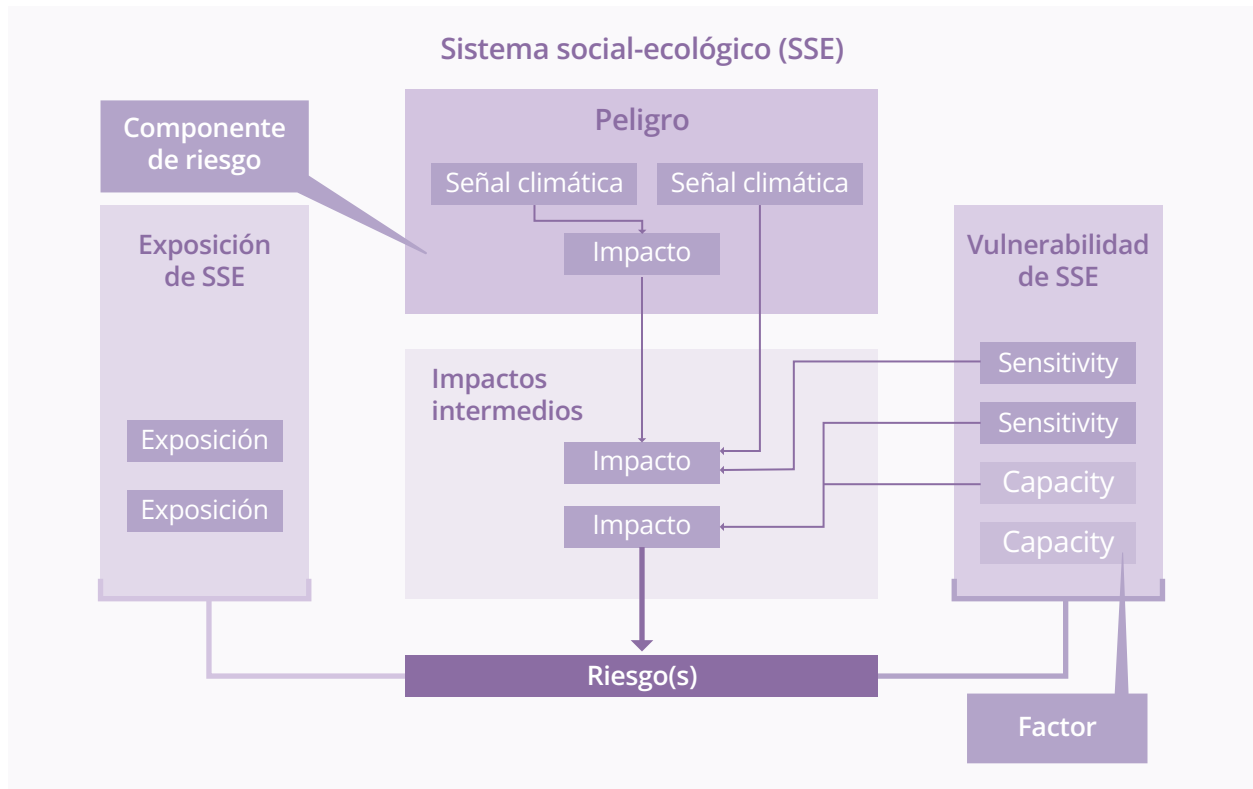 Sistema social-ecológico (SSE)
Componente
de riesgo
Peligro
Señal climática
Señal climática
Impacto
Exposición
de SSE
Exposición
Exposición
Impactos
intermedios
Impacto
Impacto
Vulnerabilidad
de SSE
Sensitivity
Sensitivity
Capacity
Capacity
Riesgo(s)
Factor